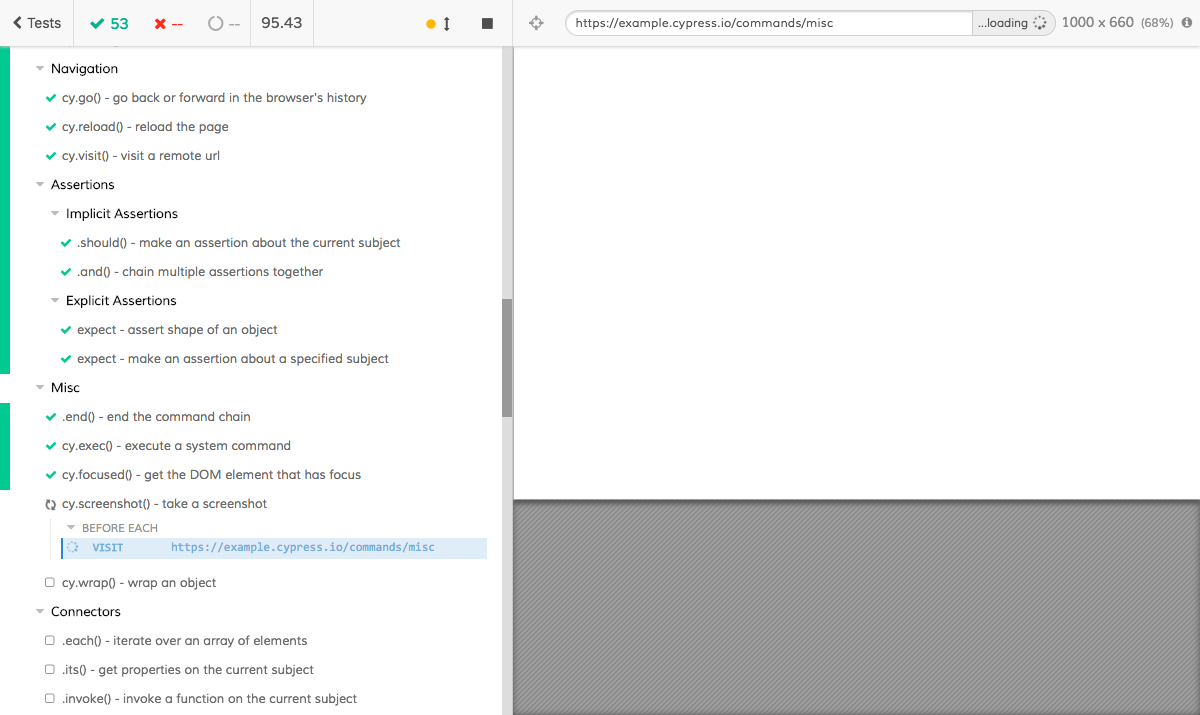 Tests 53 -- -- 95.43
https://example.cypress.io/commands/misc ...loading 1000 x 660 (68%)
Navigation
cy.go() - go back or forward in the browser's history
cy.reload() - reload the page
cy.visit() - visit a remote url
Assertions
Implicit Assertions
.should() - make an assertion about the current subject
.and() - chain multiple assertions together
Explicit Assertions
expect - assert shape of an object
expect - make an assertion about a specified subject
Misc
.end() - end the command chain
cy.exec() - execute a system command
cy.focused() - get the DOM element that has focus
cy.screenshot() - take a screenshot
BEFORE EACH
VISIT https://example.cypress.io/commands/misc
cy.wrap() - wrap an object
Connectors
.each() - iterate over an array of elements
.its() - get properties on the current subject
.invoke() - invoke a function on the current subject